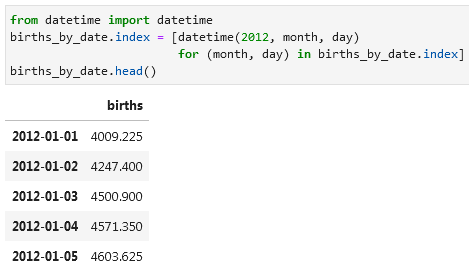 from datetime import datetime
births_by_date.index = [datetime(2012, month, day)
                        for (month, day) in births_by_date.index]
births_by_date.head()
births
2012-01-01 4009.225
2012-01-02 4247.400
2012-01-03 4500.900
2012-01-04 4571.350
2012-01-05 4603.625